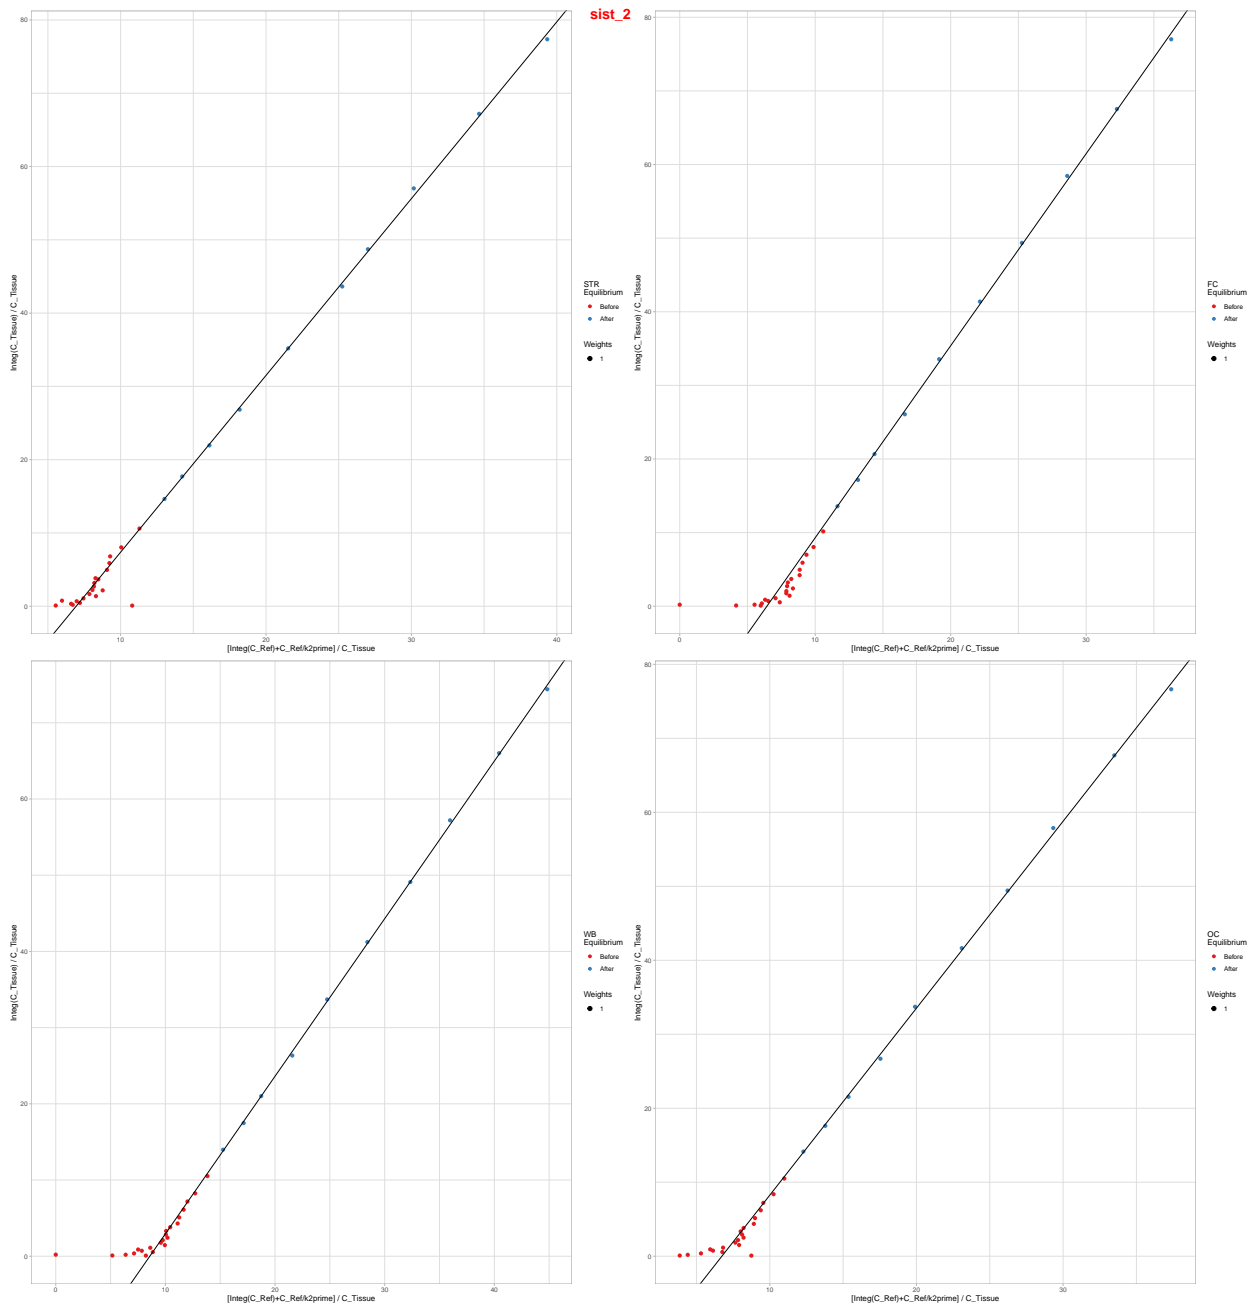 sist_2
80
60
40
20
0
Integ(C_Tissue) / C_Tissue
10
20
30
40
[Integ(C_Ref)+C_Ref/k2prime] / C_Tissue
STR
Equilibrium
Before
After
Weights
1
80
60
40
20
0
Integ(C_Tissue) / C_Tissue
0
10
20
30
[Integ(C_Ref)+C_Ref/k2prime] / C_Tissue
FC
Equilibrium
Before
After
Weights
1
60
40
20
0
Integ(C_Tissue) / C_Tissue
0
10
20
30
40
[Integ(C_Ref)+C_Ref/k2prime] / C_Tissue
WB
Equilibrium
Before
After
Weights
1
80
60
40
20
0
Integ(C_Tissue) / C_Tissue
10
20
30
[Integ(C_Ref)+C_Ref/k2prime] / C_Tissue
OC
Equilibrium
Before
After
Weights
1